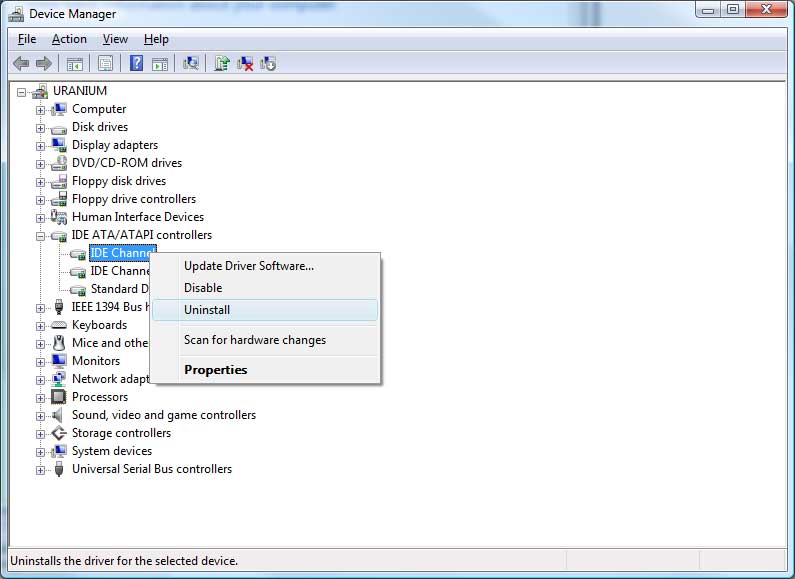 Device Manager
File Action View Help
URANIUM
Computer
Disk drives
Display adapters
DVD/CD-ROM drives
Floppy disk drives
Floppy drive controllers
Human Interface Devices
IDE ATA/ATAPI controllers
IDE Channel
IDE Channe
Standard D
IEEE 1394 Bus h
Keyboards
Mice and othe
Monitors
Network adapt
Processors
Sound, video and game controllers
Storage controllers
System devices
Universal Serial Bus controllers
Update Driver Software...
Disable
Uninstall
Scan for hardware changes
Properties
Uninstalls the driver for the selected device.